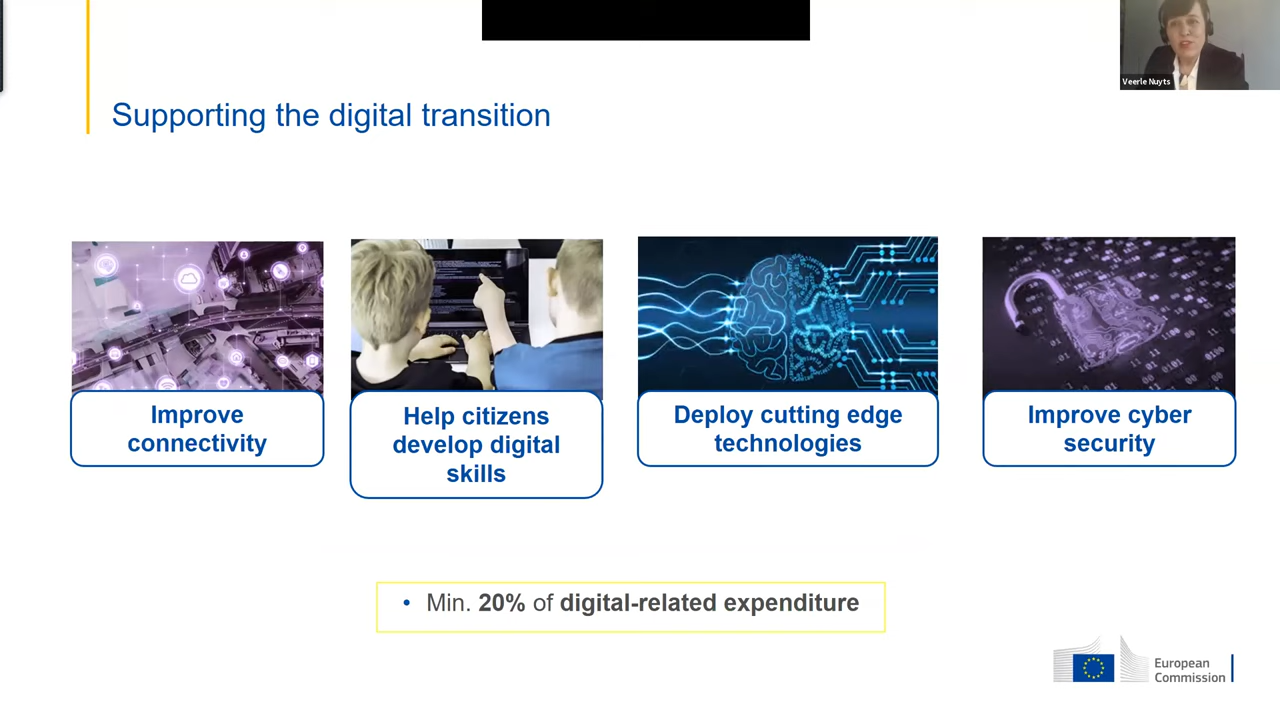 Veerle Nuyts
Supporting the digital transition
Improve
connectivity
Help citizens
develop digital
skills
Deploy cutting edge
technologies
Improve cyber
security
• Min. 20% of digital-related expenditure
European
Commission